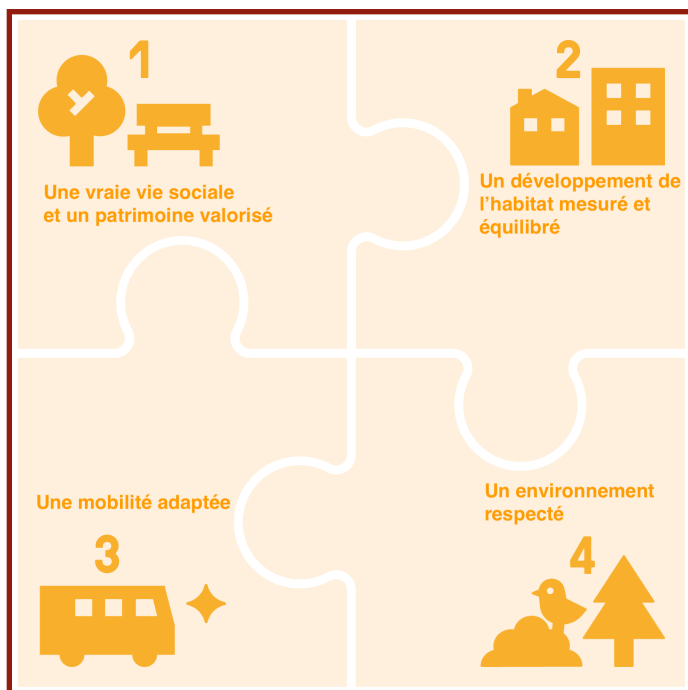 1
Une vraie vie sociale
et un patrimoine valorisé
2
Un développement de
l'habitat mesuré et
équilibré
Une mobilité adaptée
3
Un environnement
respecté
4